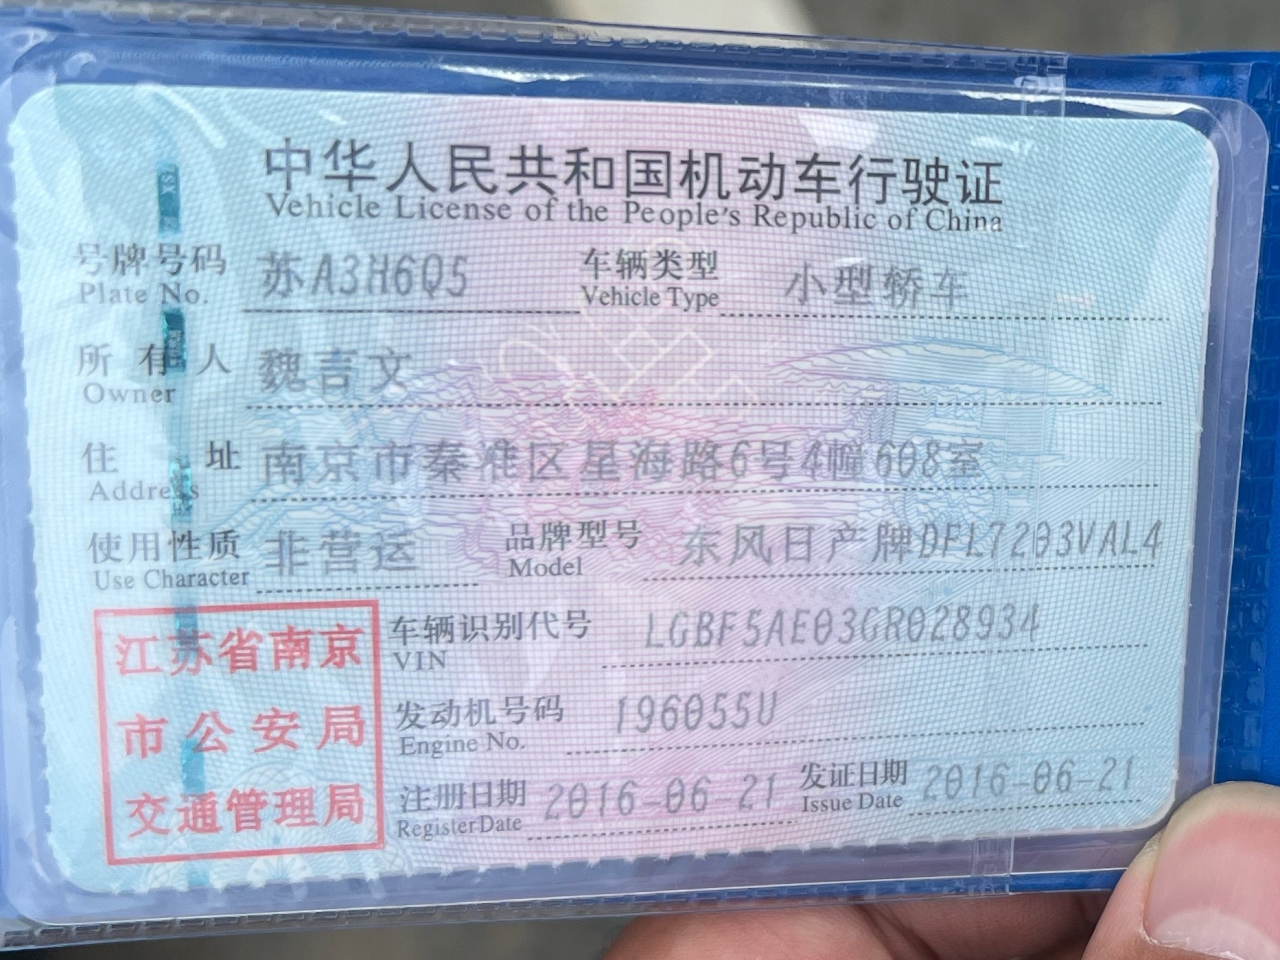 中华人民共和国机动车行驶证
Vehicle License of the People's Republic of China
号牌号码 苏A3H6Q5 车辆类型 小型轿车
Plate No. Vehicle Type
所有人 魏言文
Owner
住址 南京市秦淮区星海路6号4幢608室
Address
使用性质 非营运 品牌型号 东风日产牌DFL7203VAL4
Use Character Model
江苏省南京
市公安局
交通管理局
车辆识别代号 LGBF5AE03GR028934
VIN
发动机号码 196055U
Engine No.
注册日期 2016-06-21 发证日期 2016-06-21
Register Date Issue Date